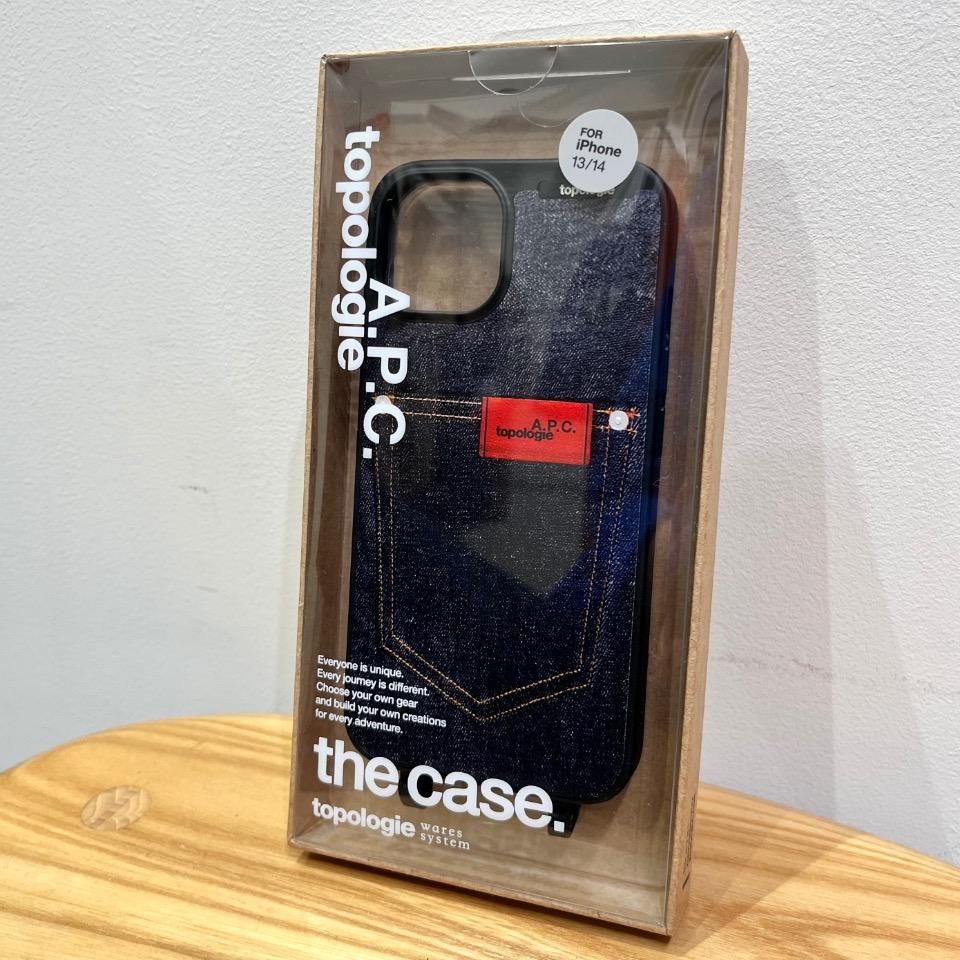 FOR
iPhone
13/14
topologie
topologie
A.P.C.
A.P.C.
topologie
Everyone is unique.
Every journey is different.
Choose your own gear
and build your own creations
for every adventure.
the case.
topologie wares
system